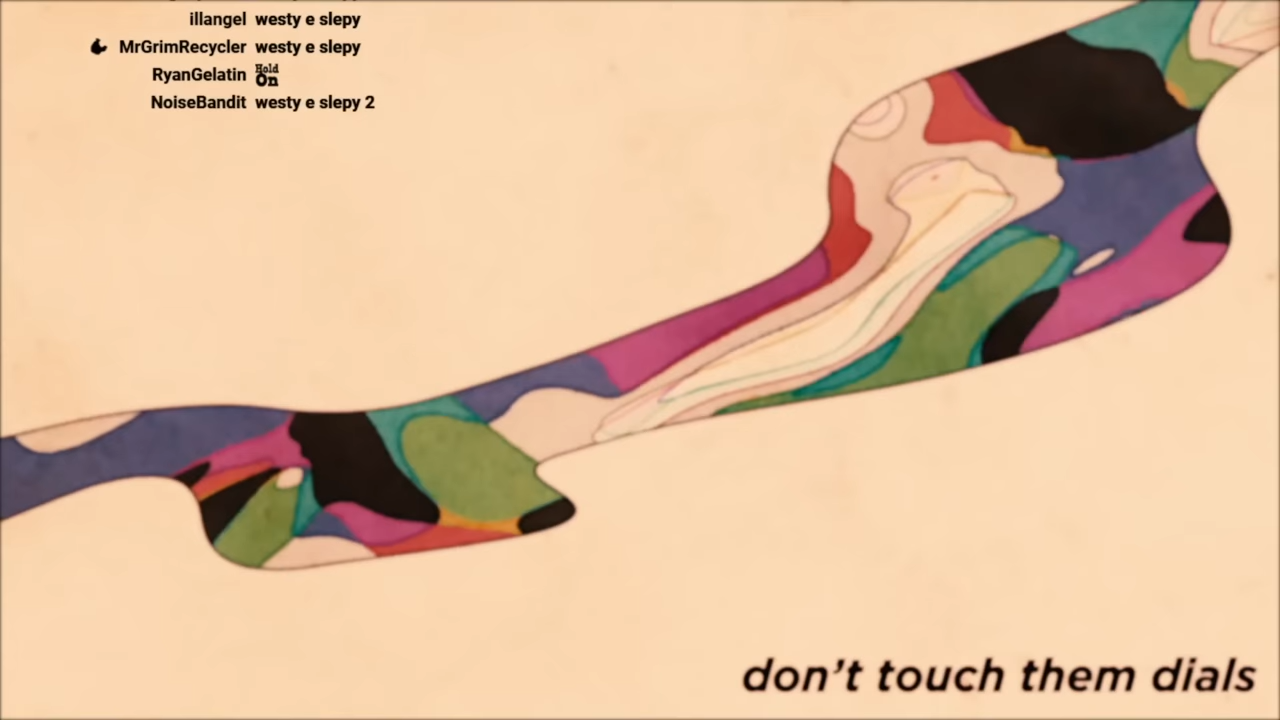 illangel westy e slepy
MrGrimRecycler westy e slepy
RyanGelatin Hold On
NoiseBandit westy e slepy 2
don't touch them dials